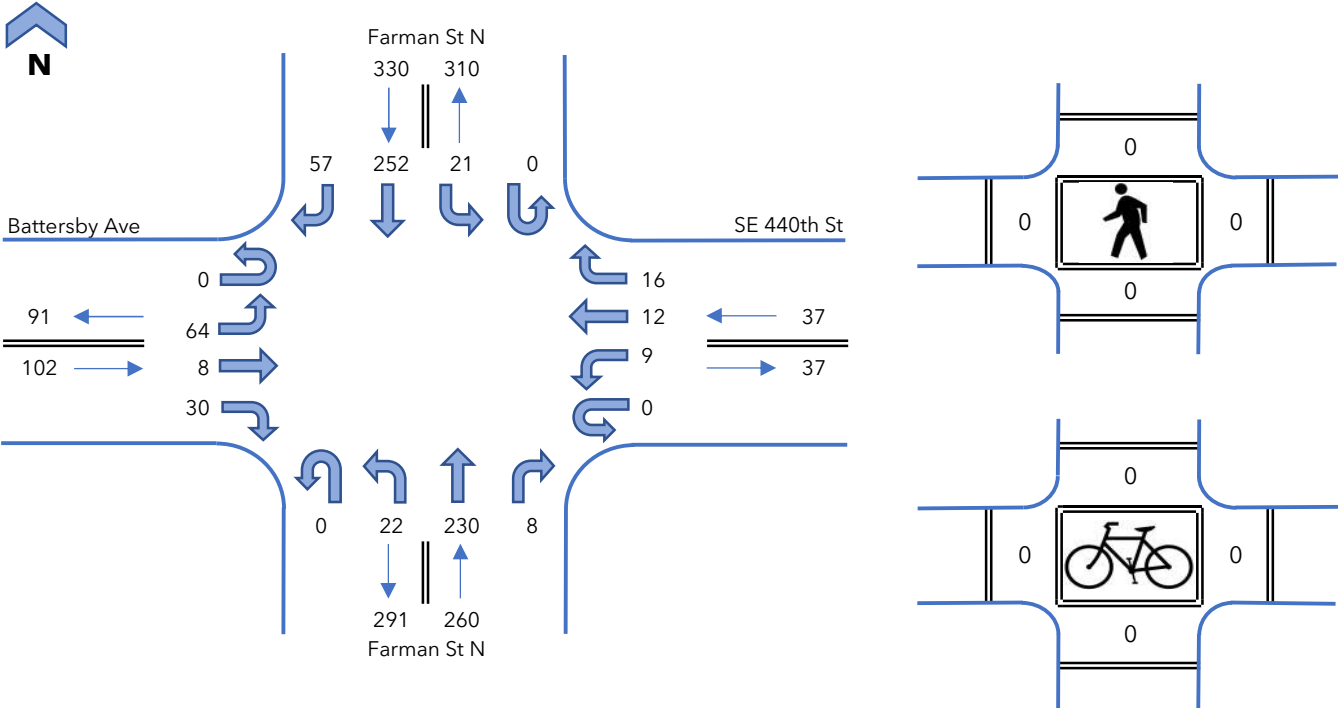 Farman St N
N
330 310
0
57 252 21 0
Battersby Ave
SE 440th St
0 0
0 16
91 64 12 37
0
102 8 9 37
30 0
0
0 22 230 8
0 0
291 260
0
Farman St N